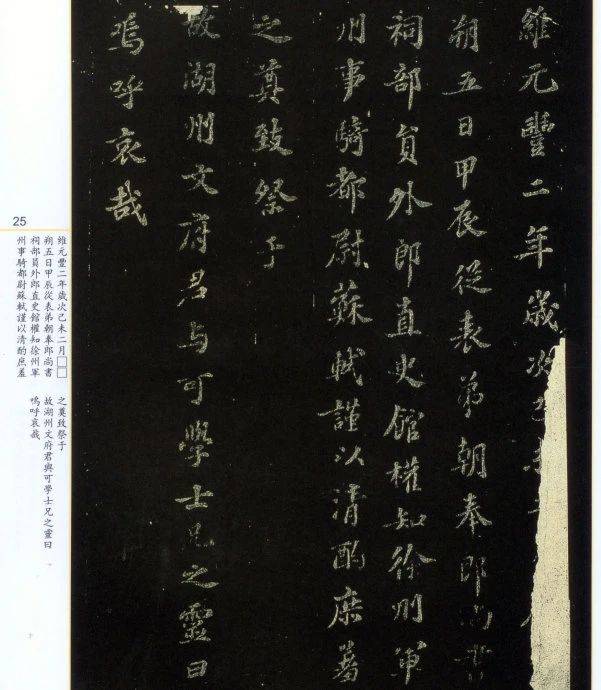 維元豐二年歲次
朔五日甲辰從表弟朝奉郎尚書
祠部員外郎直史館權知徐州軍
州事騎都尉蘇軾謹以清酌庶羞
之奠致祭于
故湖州文府君与可學士兄之靈曰
嗚呼哀哉
25
維元豐二年歲次己未二月□□
朔五日甲辰從表弟朝奉郎尚書
祠部員外郎直史館權知徐州軍
州事騎都尉蘇軾謹以清酌庶羞
之奠致祭于
故湖州文府君與可學士兄之靈曰
嗚呼哀哉